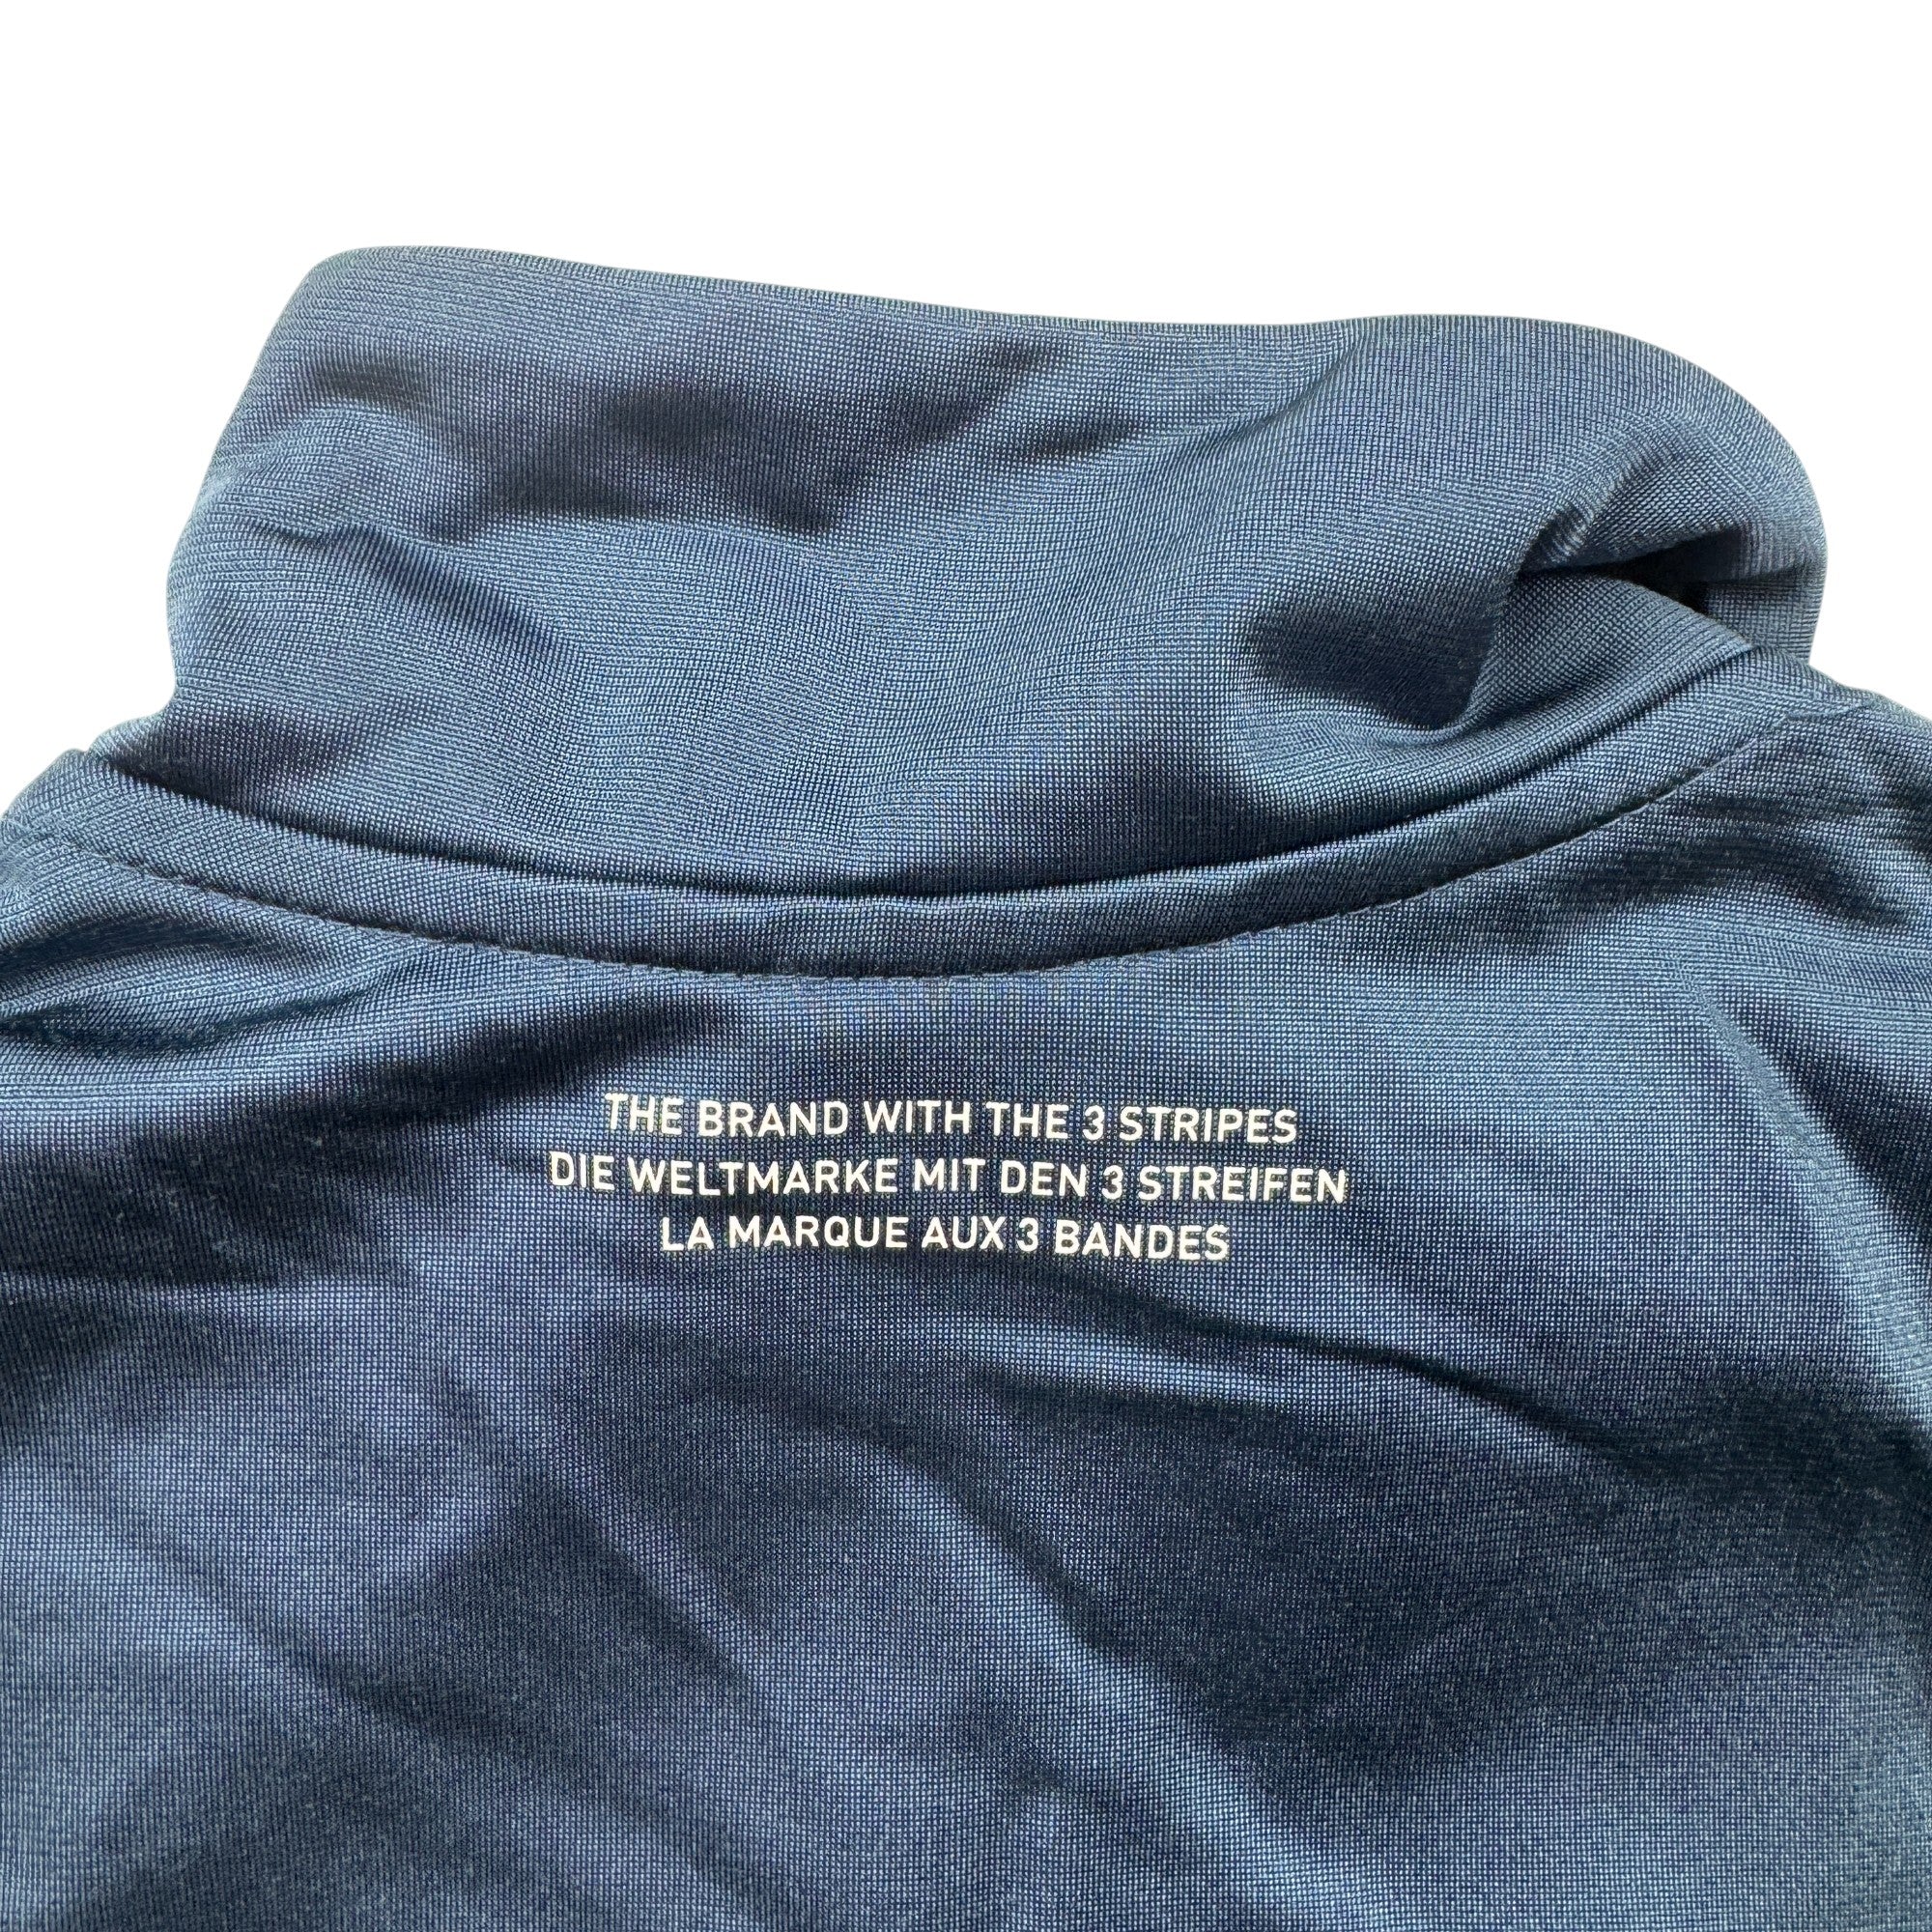 THE BRAND WITH THE 3 STRIPES
DIE WELTMARKE MIT DEN 3 STREIFEN
LA MARQUE AUX 3 BANDES